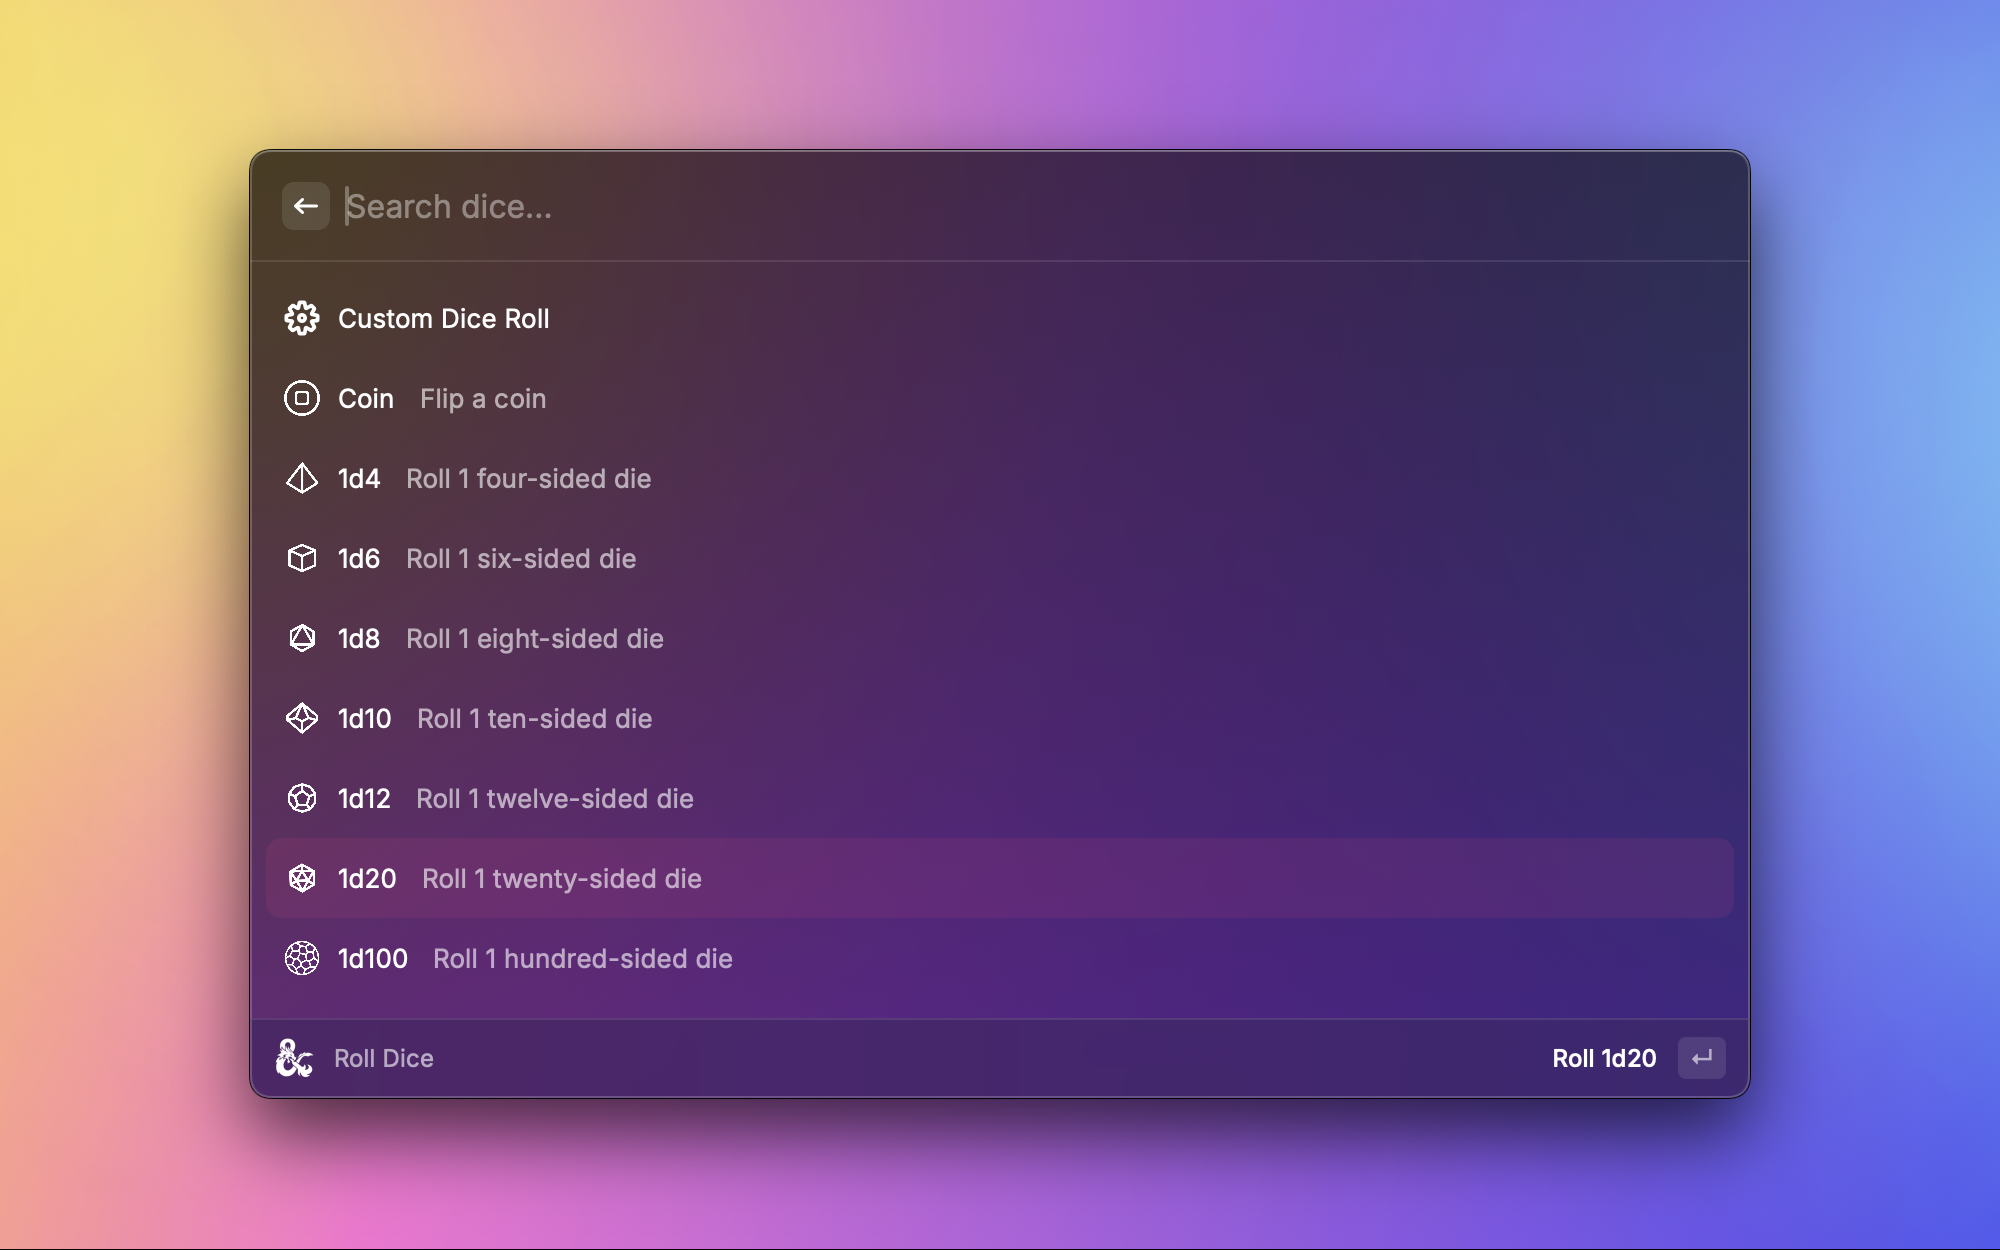 Search dice...
Custom Dice Roll
Coin Flip a coin
1d4 Roll 1 four-sided die
1d6 Roll 1 six-sided die
1d8 Roll 1 eight-sided die
1d10 Roll 1 ten-sided die
1d12 Roll 1 twelve-sided die
1d20 Roll 1 twenty-sided die
1d100 Roll 1 hundred-sided die
Roll Dice Roll 1d20